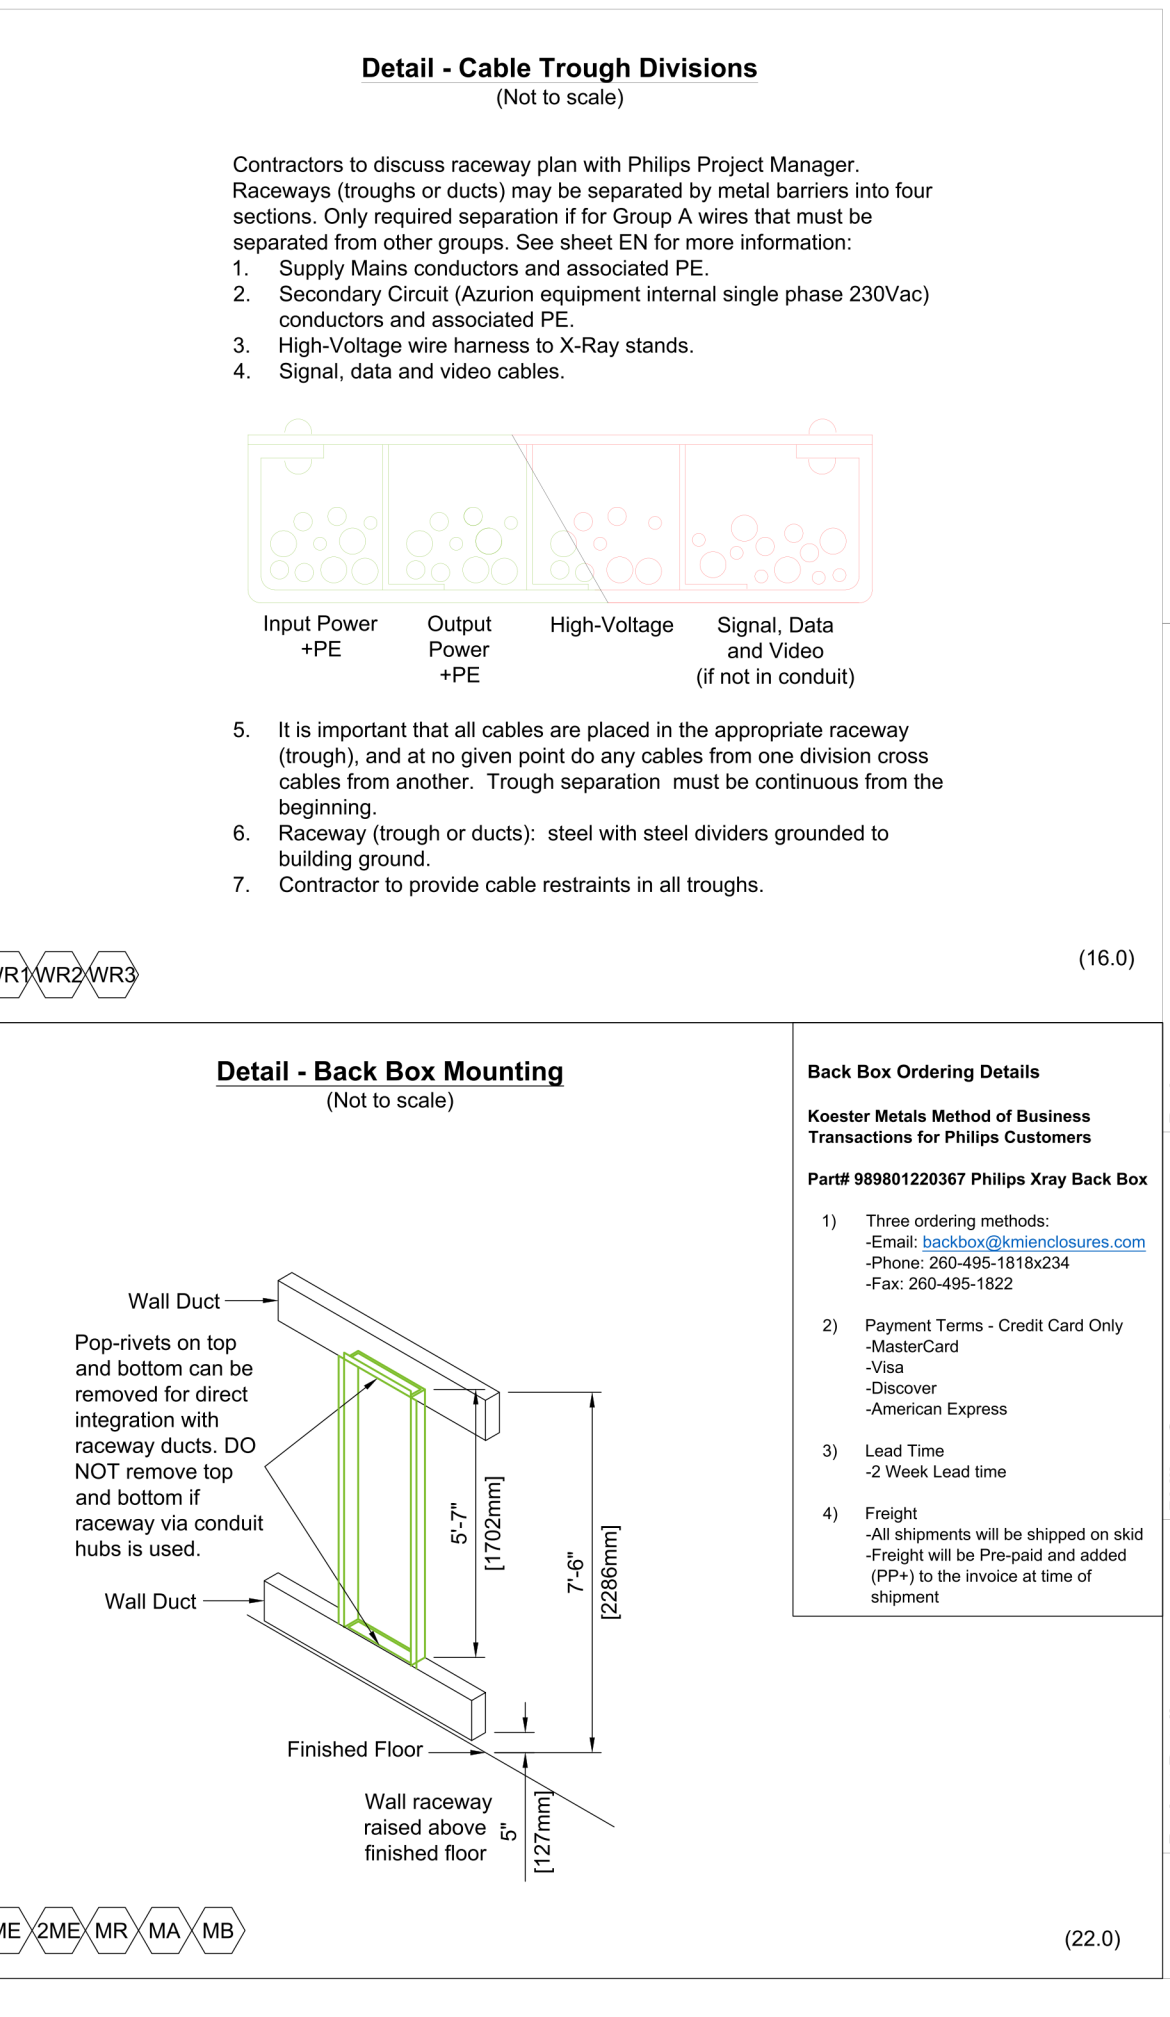 Detail - Cable Trough Divisions
(Not to scale)
Contractors to discuss raceway plan with Philips Project Manager.
Raceways (troughs or ducts) may be separated by metal barriers into four
sections. Only required separation if for Group A wires that must be
separated from other groups. See sheet EN for more information:
1. Supply Mains conductors and associated PE.
2. Secondary Circuit (Azurion equipment internal single phase 230Vac)
conductors and associated PE.
3. High-Voltage wire harness to X-Ray stands.
4. Signal, data and video cables.
Input Power
+PE
Output
Power
+PE
High-Voltage
Signal, Data
and Video
(if not in conduit)
5. It is important that all cables are placed in the appropriate raceway
(trough), and at no given point do any cables from one division cross
cables from another. Trough separation must be continuous from the
beginning.
6. Raceway (trough or ducts): steel with steel dividers grounded to
building ground.
7. Contractor to provide cable restraints in all troughs.
WR2
WR3
(16.0)
Detail - Back Box Mounting
(Not to scale)
Wall Duct
Pop-rivets on top
and bottom can be
removed for direct
integration with
raceway ducts. DO
NOT remove top
and bottom if
raceway via conduit
hubs is used.
Wall Duct
5'-7"
[1702mm]
7'-6"
[2286mm]
Finished Floor
Wall raceway
raised above
finished floor
5"
[127mm]
2ME
MR
MA
MB
(22.0)
Back Box Ordering Details
Koester Metals Method of Business
Transactions for Philips Customers
Part# 989801220367 Philips Xray Back Box
1) Three ordering methods:
-Email: backbox@kmienclosures.com
-Phone: 260-495-1818x234
-Fax: 260-495-1822
2) Payment Terms - Credit Card Only
-MasterCard
-Visa
-Discover
-American Express
3) Lead Time
-2 Week Lead time
4) Freight
-All shipments will be shipped on skid
-Freight will be Pre-paid and added
(PP+) to the invoice at time of
shipment